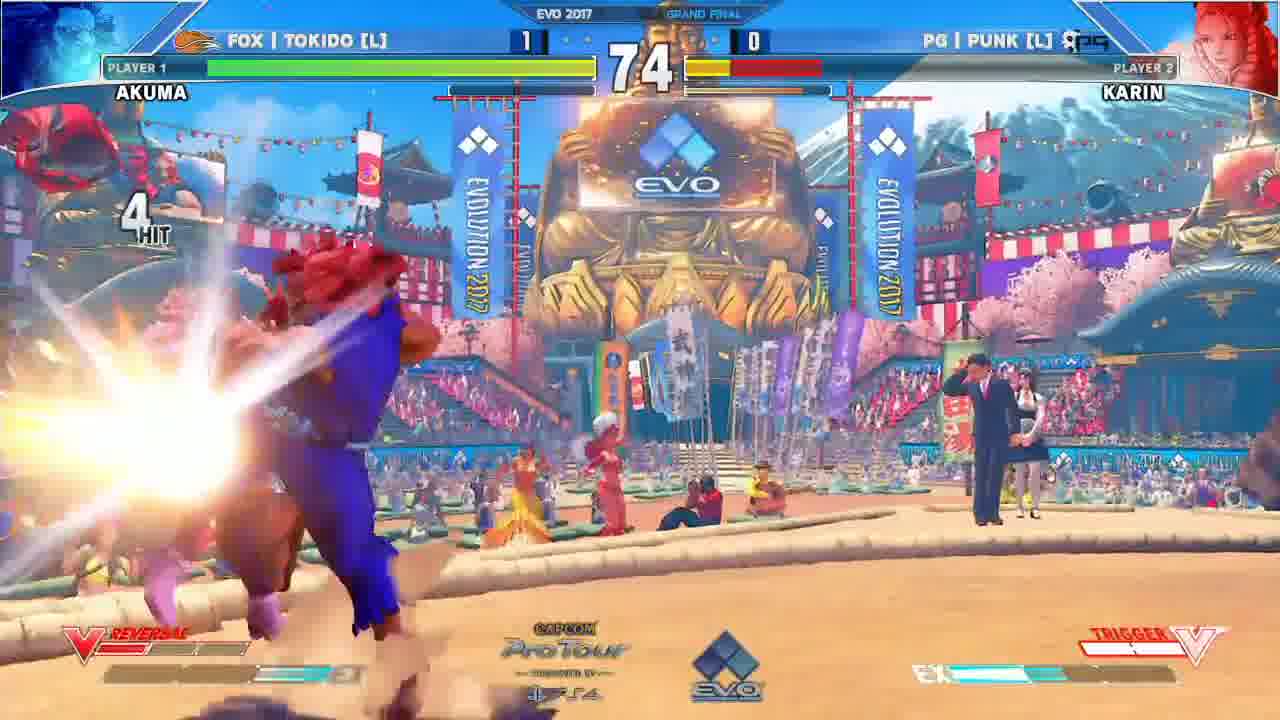 EVO 2017 GRAND FINAL
FOX | TOKIDO [L] 1 74 0 PG | PUNK [L]
PLAYER 1 PLAYER 2
AKUMA KARIN
EVO
EVOLUTION 2017
EVOLUTION 2017
4 HIT
REVERSAL
TRIGGER
CAPCOM
Pro Tour
PS4
EVO
EX